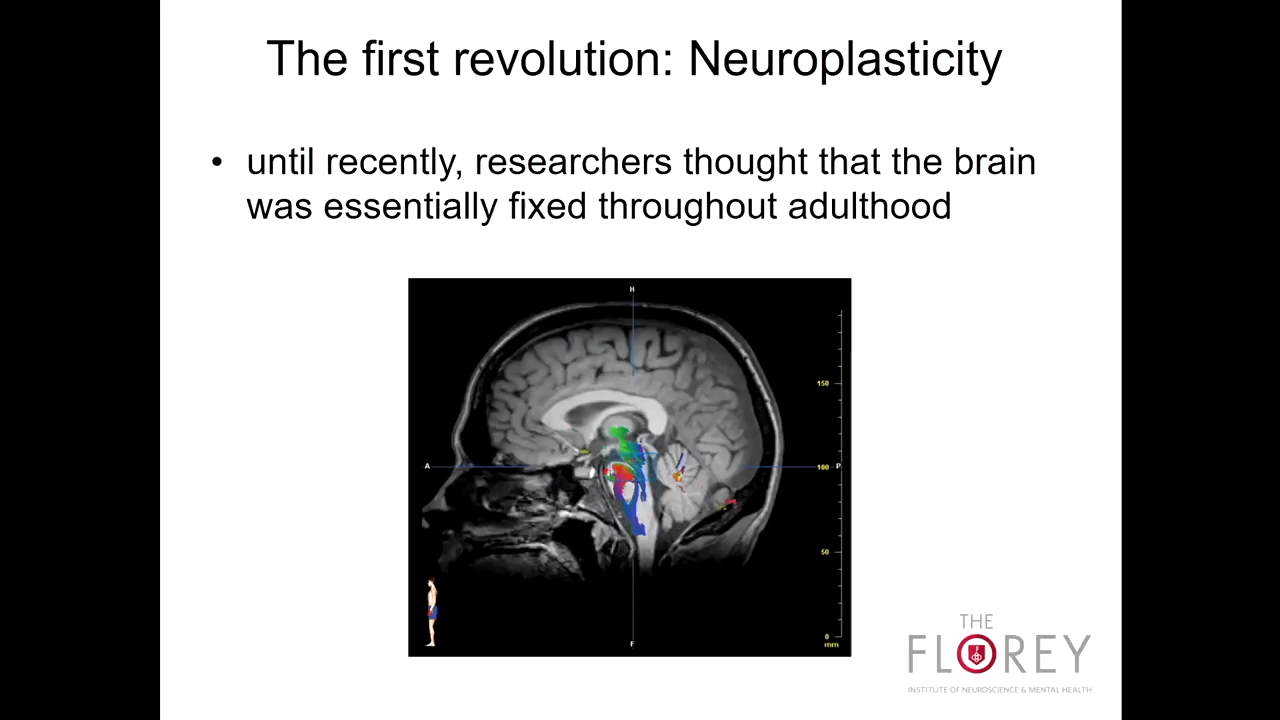 The first revolution: Neuroplasticity
• until recently, researchers thought that the brain
was essentially fixed throughout adulthood
H
150
A
100 P
50
0
F
mm
THE
FLOREY
INSTITUTE OF NEUROSCIENCE & MENTAL HEALTH